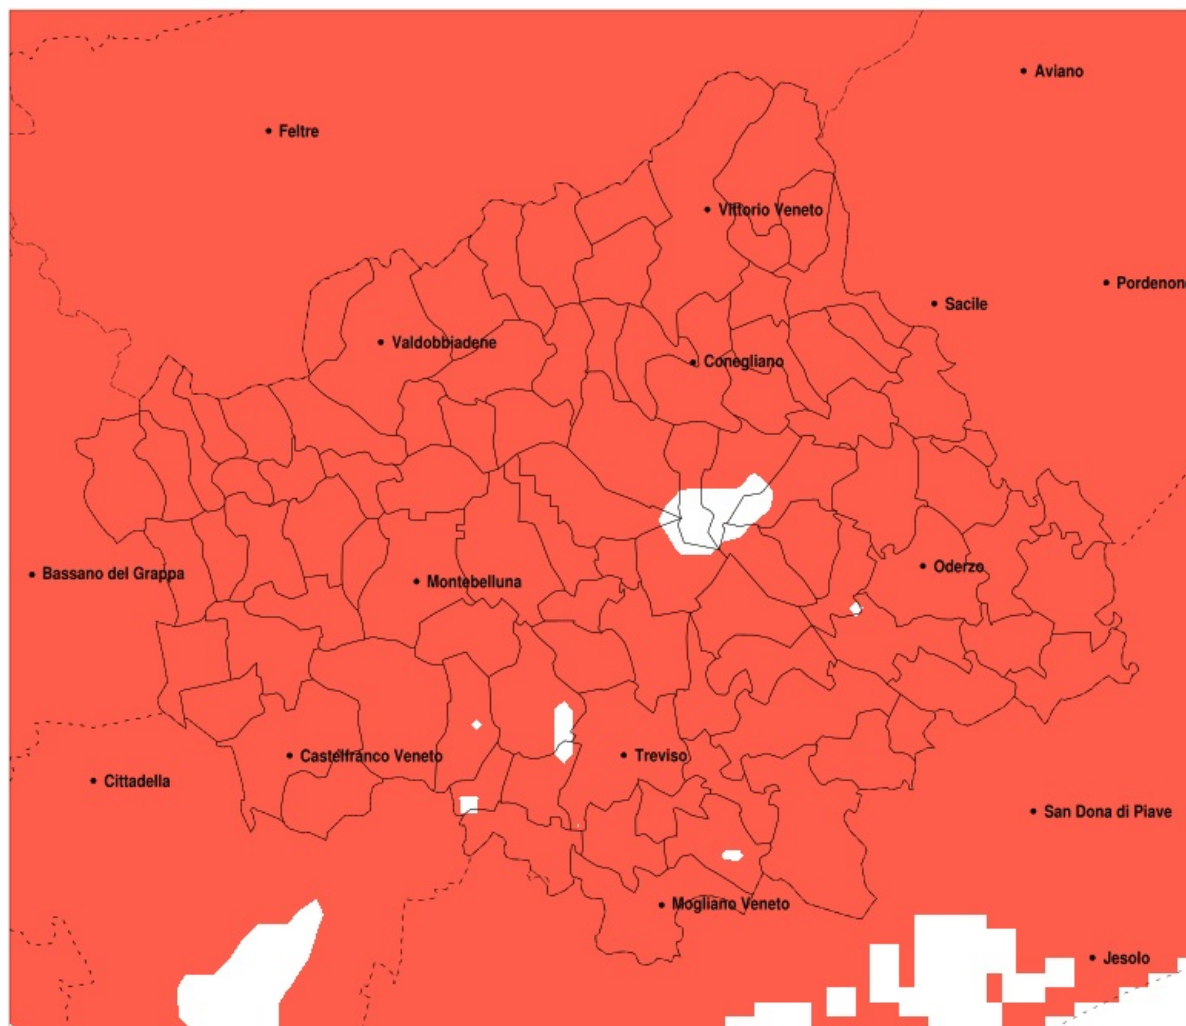 Aviano
Feltre
Vittorio Veneto
Pordenon
Sacile
Valdobbiadene
Conegliano
Oderzo
Bassano del Grappa
Montebelluna
Castelfranco Veneto
Treviso
Cittadella
San Dona di Piave
Mogliano Veneto
Jesolo